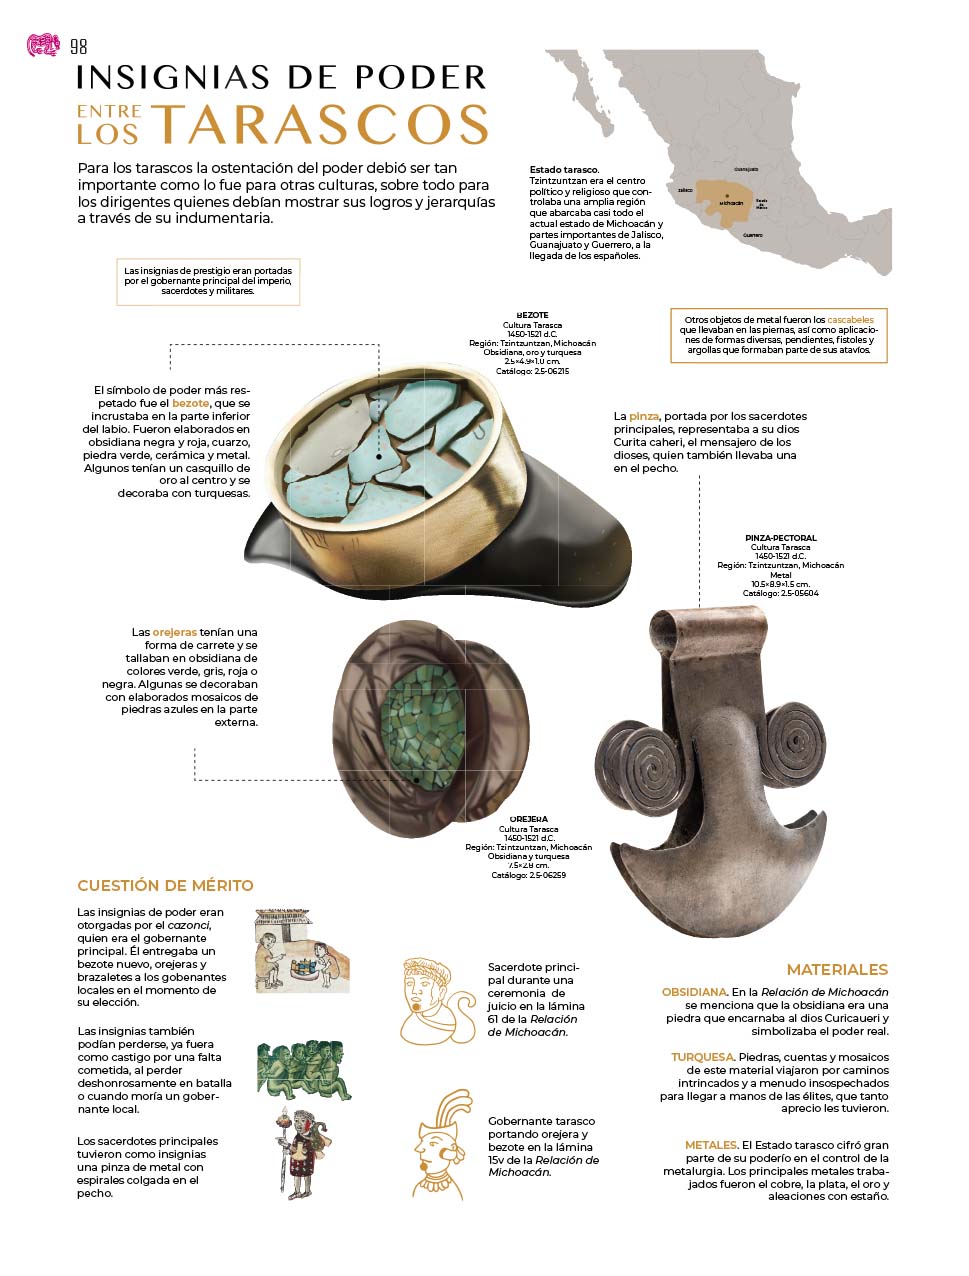 98
INSIGNIAS DE PODER
ENTRE
LOS TARASCOS
Para los tarascos la ostentación del poder debió ser tan
importante como lo fue para otras culturas, sobre todo para
los dirigentes quienes debían mostrar sus logros y jerarquías
a través de su indumentaria.
Estado tarasco.
Tzintzuntzan era el centro
político y religioso que con-
trolaba una amplia región
que abarcaba casi todo el
actual estado de Michoacán y
partes importantes de Jalisco,
Guanajuato y Guerrero, a la
llegada de los españoles.
Guanajuato
Jalisco
Michoacán
Estado
de
México
Guerrero
Las insignias de prestigio eran portadas
por el gobernante principal del imperio,
sacerdotes y militares.
BEZOTE
Cultura Tarasca
1450-1521 d.C.
Región: Tzintzuntzan, Michoacán
Obsidiana, oro y turquesa
2.5×4.9×1.0 cm.
Catálogo: 2.5-06215
Otros objetos de metal fueron los cascabeles
que llevaban en las piernas, así como aplicacio-
nes de formas diversas, pendientes, fistoles y
argollas que formaban parte de sus atavíos.
El símbolo de poder más res-
petado fue el bezote, que se
incrustaba en la parte inferior
del labio. Fueron elaborados en
obsidiana negra y roja, cuarzo,
piedra verde, cerámica y metal.
Algunos tenían un casquillo de
oro al centro y se
decoraba con turquesas.
La pinza, portada por los sacerdotes
principales, representaba a su dios
Curita caheri, el mensajero de los
dioses, quien también llevaba una
en el pecho.
PINZA-PECTORAL
Cultura Tarasca
1450-1521 d.C.
Región: Tzintzuntzan, Michoacán
Metal
10.5×8.9×1.5 cm.
Catálogo: 2.5-05604
Las orejeras tenían una
forma de carrete y se
tallaban en obsidiana de
colores verde, gris, roja o
negra. Algunas se decoraban
con elaborados mosaicos de
piedras azules en la parte
externa.
OREJERA
Cultura Tarasca
1450-1521 d.C.
Región: Tzintzuntzan, Michoacán
Obsidiana y turquesa
7.5×2.8 cm.
Catálogo: 2.5-06259
CUESTIÓN DE MÉRITO
Las insignias de poder eran
otorgadas por el cazonci,
quien era el gobernante
principal. Él entregaba un
bezote nuevo, orejeras y
brazaletes a los gobenantes
locales en el momento de
su elección.
Las insignias también
podían perderse, ya fuera
como castigo por una falta
cometida, al perder
deshonrosamente en batalla
o cuando moría un gober-
nante local.
Los sacerdotes principales
tuvieron como insignias
una pinza de metal con
espirales colgada en el
pecho.
Sacerdote princi-
pal durante una
ceremonia de
juicio en la lámina
61 de la Relación
de Michoacán.
Gobernante tarasco
portando orejera y
bezote en la lámina
15v de la Relación de
Michoacán.
MATERIALES
OBSIDIANA. En la Relación de Michoacán
se menciona que la obsidiana era una
piedra que encarnaba al dios Curicaueri y
simbolizaba el poder real.
TURQUESA. Piedras, cuentas y mosaicos
de este material viajaron por caminos
intrincados y a menudo insospechados
para llegar a manos de las élites, que tanto
aprecio les tuvieron.
METALES. El Estado tarasco cifró gran
parte de su poderío en el control de la
metalurgia. Los principales metales traba-
jados fueron el cobre, la plata, el oro y
aleaciones con estaño.